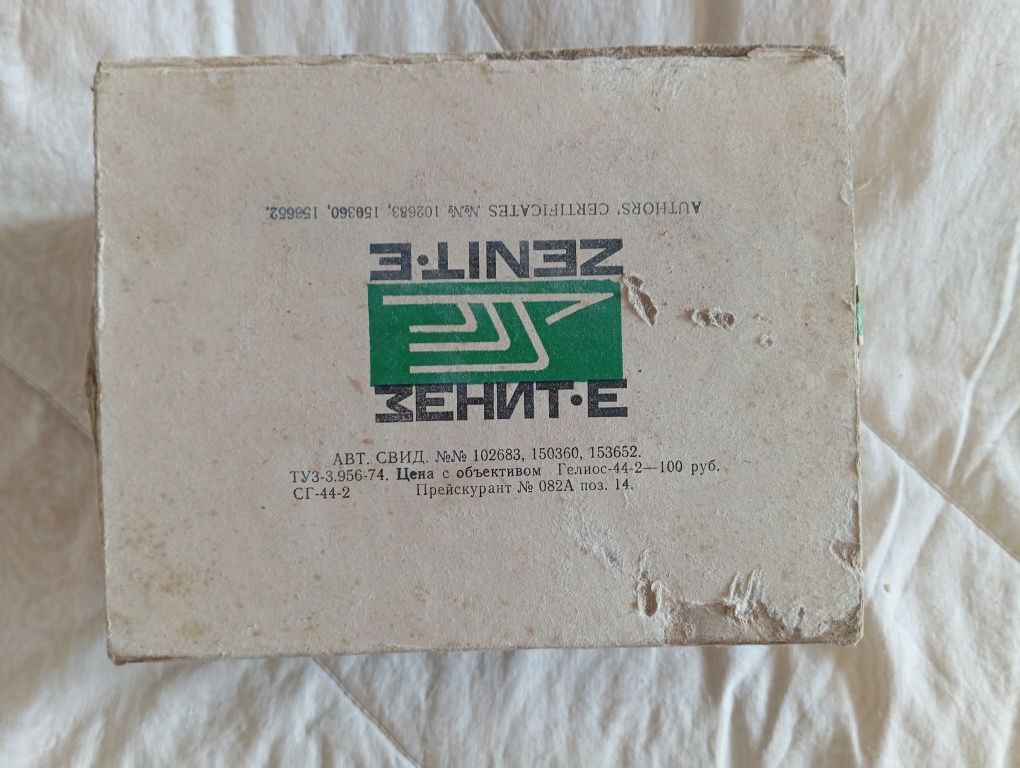 AUTHORS' CERTIFICATES №№ 102683, 150360, 153652.
ZENIT·E
ЗЕНИТ·Е
АВТ. СВИД. №№ 102683, 150360, 153652.
ТУ3-3.956-74. Цена с объективом Гелиос-44-2—100 руб.
СГ-44-2 Прейскурант № 082А поз. 14.